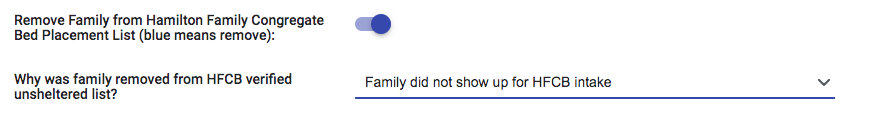 Remove Family from Hamilton Family Congregate
Bed Placement List (blue means remove):
Why was family removed from HFCB verified
unsheltered list?
Family did not show up for HFCB intake